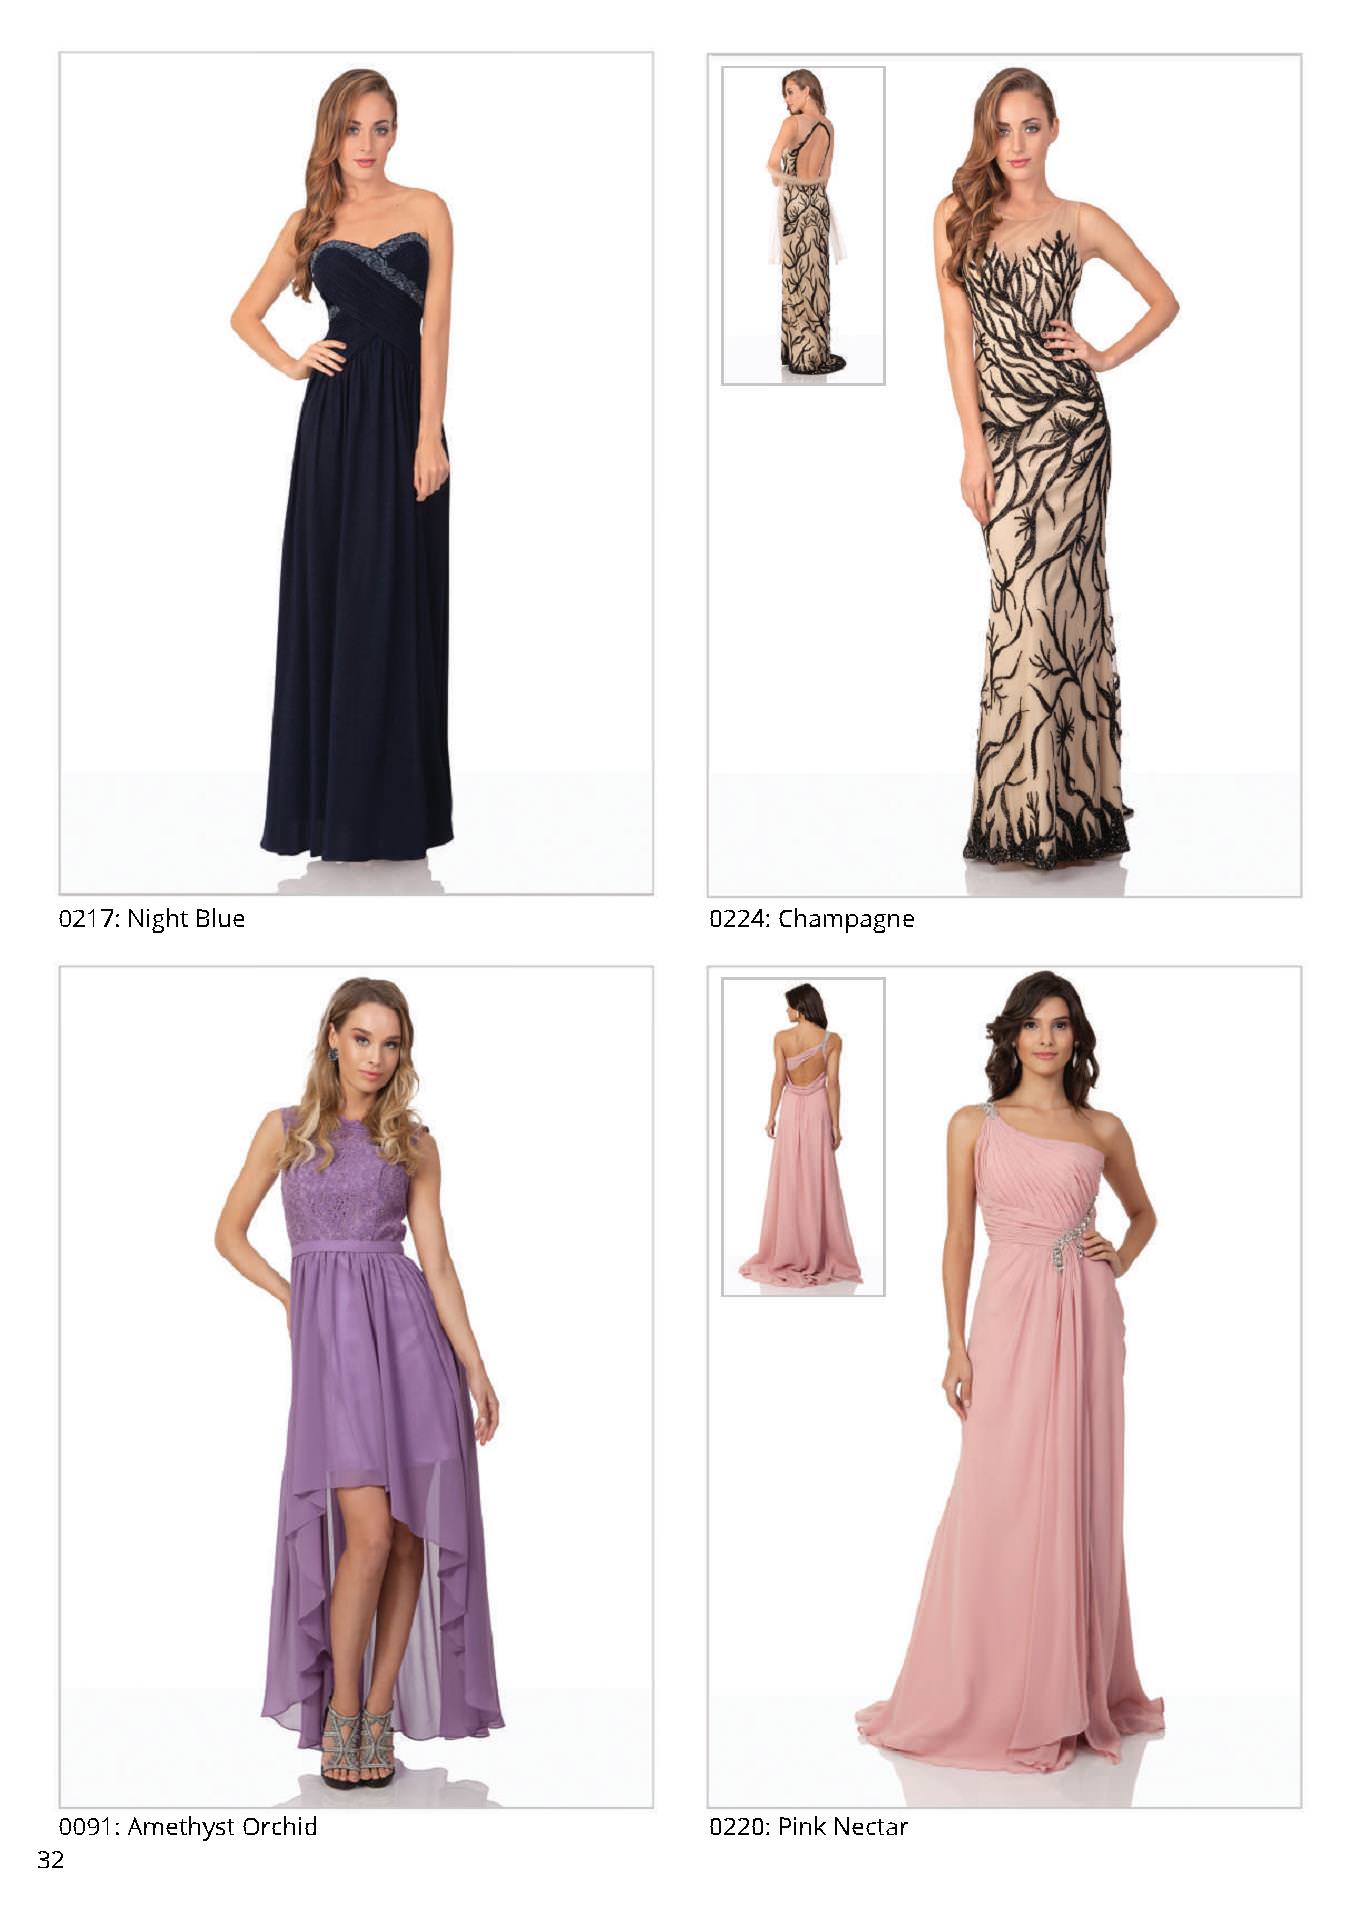 0217: Night Blue
0224: Champagne
0091: Amethyst Orchid
0220: Pink Nectar
32